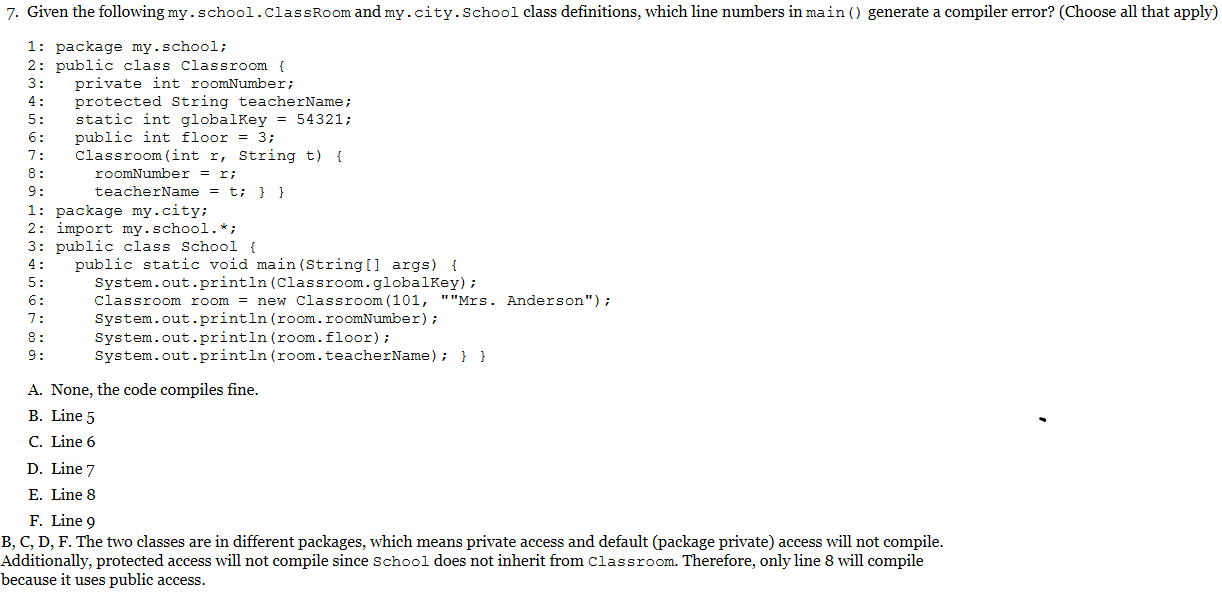 7. Given the following my.school.ClassRoom and my.city.School class definitions, which line numbers in main() generate a compiler error? (Choose all that apply)
1: package my.school;
2: public class Classroom {
3: private int roomNumber;
4: protected String teacherName;
5: static int globalKey = 54321;
6: public int floor = 3;
7: Classroom(int r, String t) {
8: roomNumber = r;
9: teacherName = t; } }
1: package my.city;
2: import my.school.*;
3: public class School {
4: public static void main(String[] args) {
5: System.out.println(Classroom.globalKey);
6: Classroom room = new Classroom(101, ""Mrs. Anderson");
7: System.out.println(room.roomNumber);
8: System.out.println(room.floor);
9: System.out.println(room.teacherName); } }
A. None, the code compiles fine.
B. Line 5
C. Line 6
D. Line 7
E. Line 8
F. Line 9
B, C, D, F. The two classes are in different packages, which means private access and default (package private) access will not compile.
Additionally, protected access will not compile since School does not inherit from Classroom. Therefore, only line 8 will compile
because it uses public access.